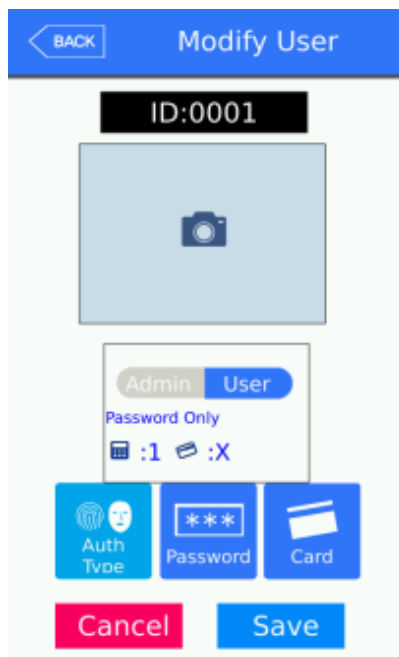 BACK
Modify User
ID:0001
Admin User
Password Only
:1 :X
Auth
Type
***
Password
Card
Cancel
Save